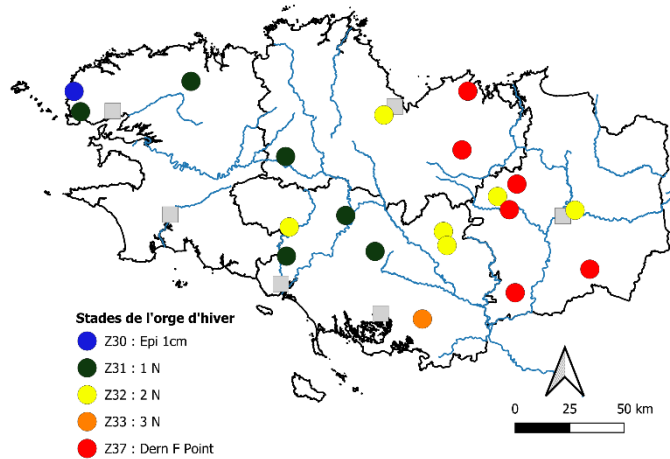 Stades de l'orge d'hiver
Z30 : Epi 1cm
Z31 : 1 N
Z32 : 2 N
Z33 : 3 N
Z37 : Dern F Point
0 25 50 km